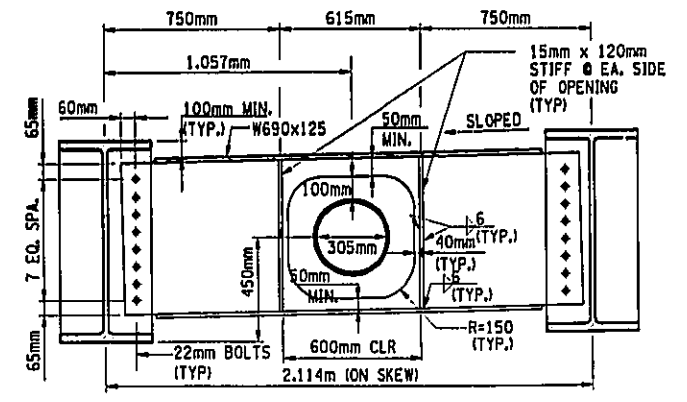 750mm
615mm
750mm
1.057mm
15mm x 120mm
STIFF @ EA. SIDE
OF OPENING
(TYP)
60mm
100mm MIN.
(TYP.)
W690x125
50mm
MIN.
SLOPED
65mm
100mm
7 EQ. SPA.
305mm
6
(TYP.)
40mm
(TYP.)
450mm
50mm
MIN.
6
(TYP.)
65mm
22mm BOLTS
(TYP)
600mm CLR
R=150
(TYP.)
2.114m (ON SKEW)